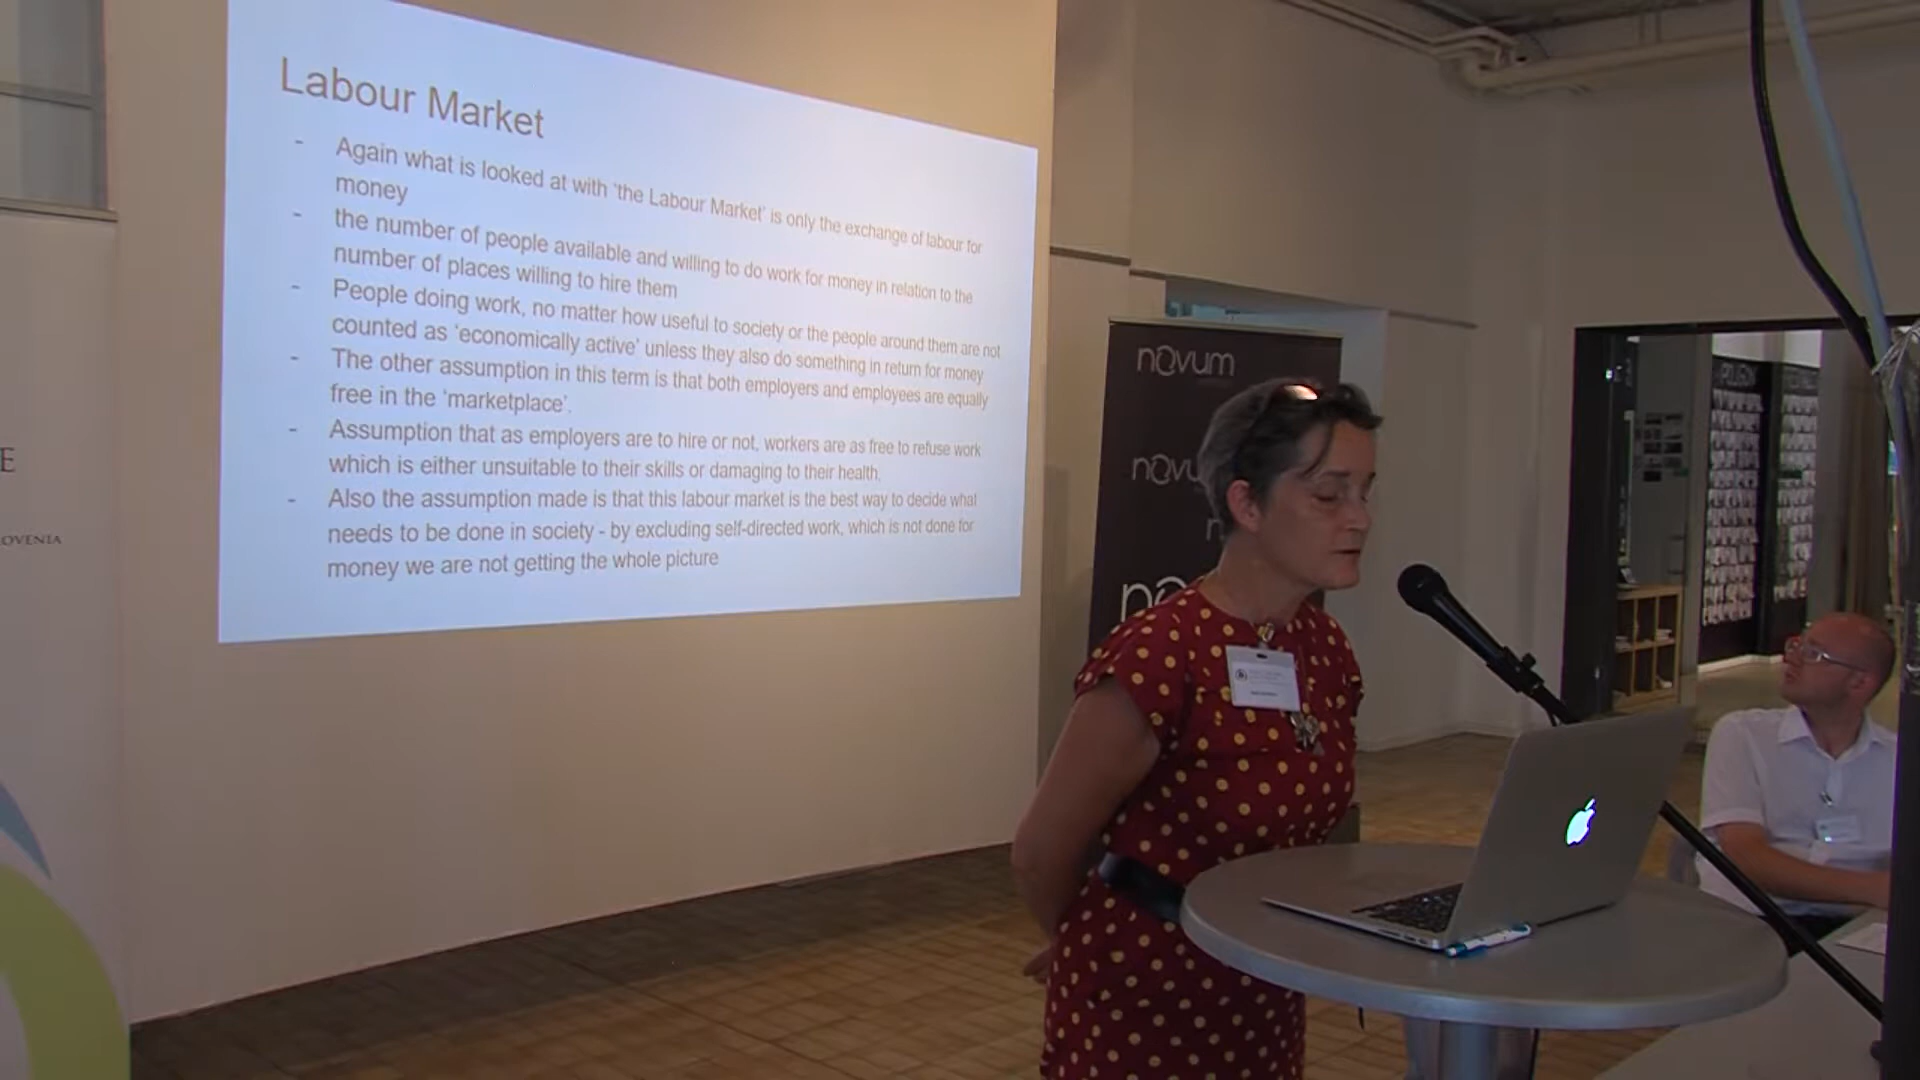 Labour Market
- Again what is looked at with 'the Labour Market' is only the exchange of labour for
money
- the number of people available and willing to do work for money in relation to the
number of places willing to hire them
- People doing work, no matter how useful to society or the people around them are not
counted as 'economically active' unless they also do something in return for money
- The other assumption in this term is that both employers and employees are equally
free in the 'marketplace'.
- Assumption that as employers are to hire or not, workers are as free to refuse work
which is either unsuitable to their skills or damaging to their health.
- Also the assumption made is that this labour market is the best way to decide what
needs to be done in society - by excluding self-directed work, which is not done for
money we are not getting the whole picture
E
OVENIA
novum
novu
n
no